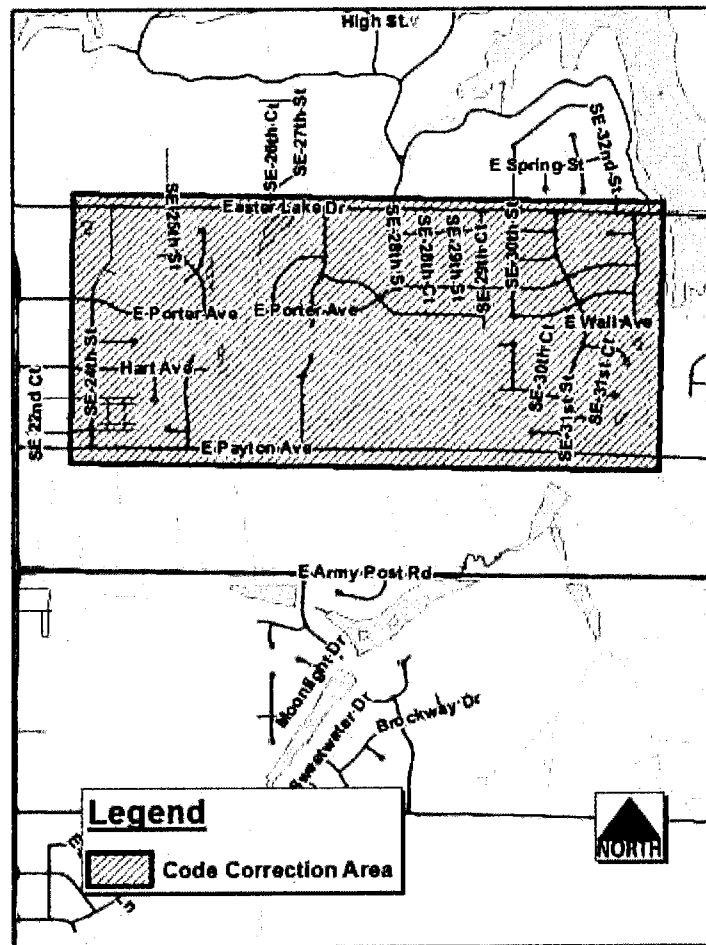 High St.
SE 26th Ct
SE 27th St
SE 32nd St
E Spring St
SE 25th St
Easter Lake Dr
SE 28th St
SE 28th Ct
SE 29th St
SE 29th Ct
SE 30th St
E Porter Ave
E Porter Ave
E Wall Ave
SE 22nd Ct
SE 24th St
Hart Ave
SE 30th Ct
SE 31st St
SE 31st Ct
E Payton Ave
E Army Post Rd
Moonlight Dr
Sweetwater Dr
Brockway Dr
Legend
Code Correction Area
NORTH